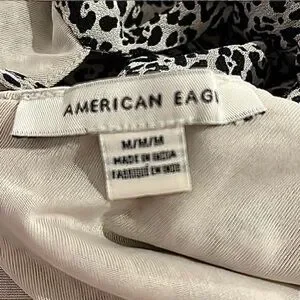 AMERICAN EAGL
M/M/M
MADE IN INDIA
FABRIQUÉ EN INDE